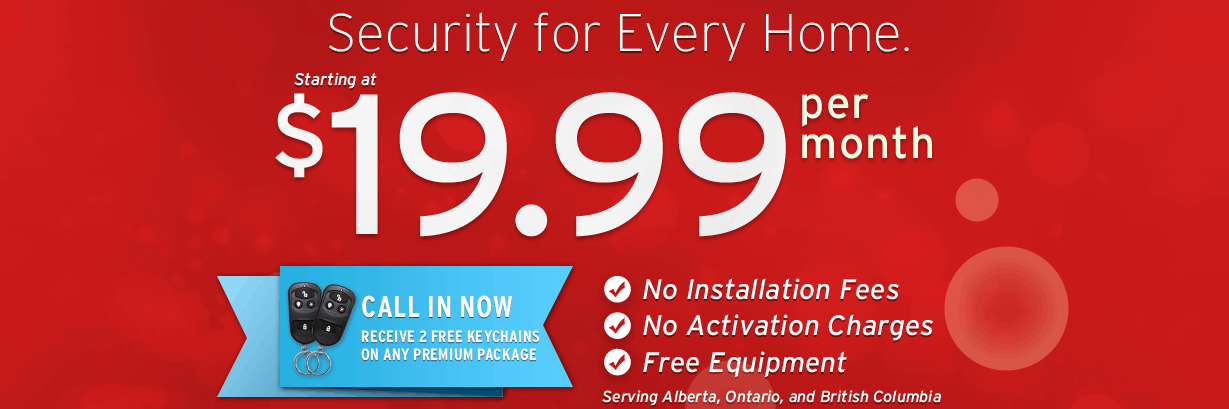 Security for Every Home.
Starting at
$19.99
per
month
CALL IN NOW
RECEIVE 2 FREE KEYCHAINS
ON ANY PREMIUM PACKAGE
No Installation Fees
No Activation Charges
Free Equipment
Serving Alberta, Ontario, and British Columbia